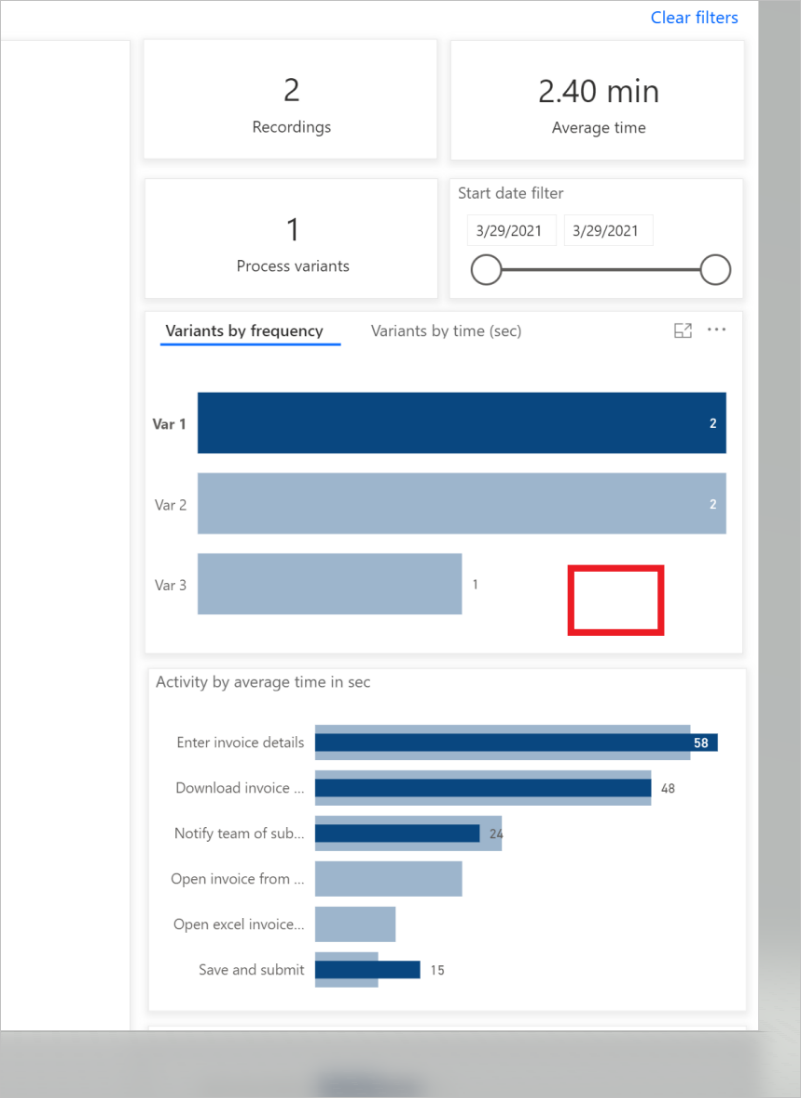 Clear filters
2
Recordings
2.40 min
Average time
1
Process variants
Start date filter
3/29/2021 3/29/2021
Variants by frequency Variants by time (sec)
Var 1 2
Var 2 2
Var 3 1
Activity by average time in sec
Enter invoice details 58
Download invoice ... 48
Notify team of sub... 24
Open invoice from ...
Open excel invoice...
Save and submit 15